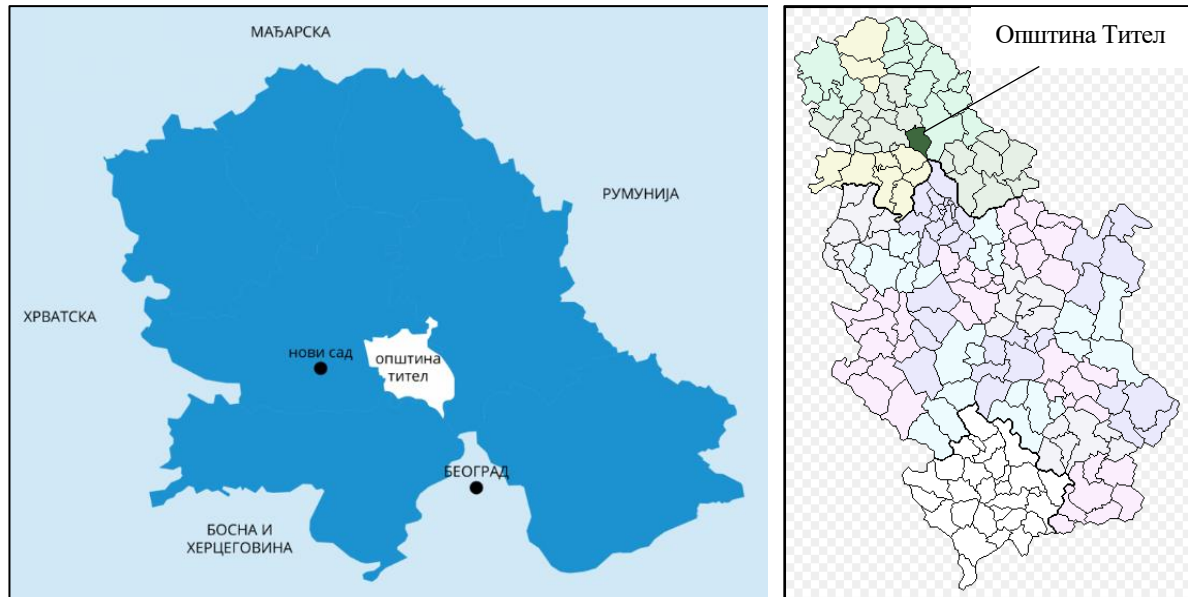 МАЂАРСКА
РУМУНИЈА
ХРВАТСКА
нови сад
општина
тител
БЕОГРАД
БОСНА И
ХЕРЦЕГОВИНА
Општина Тител